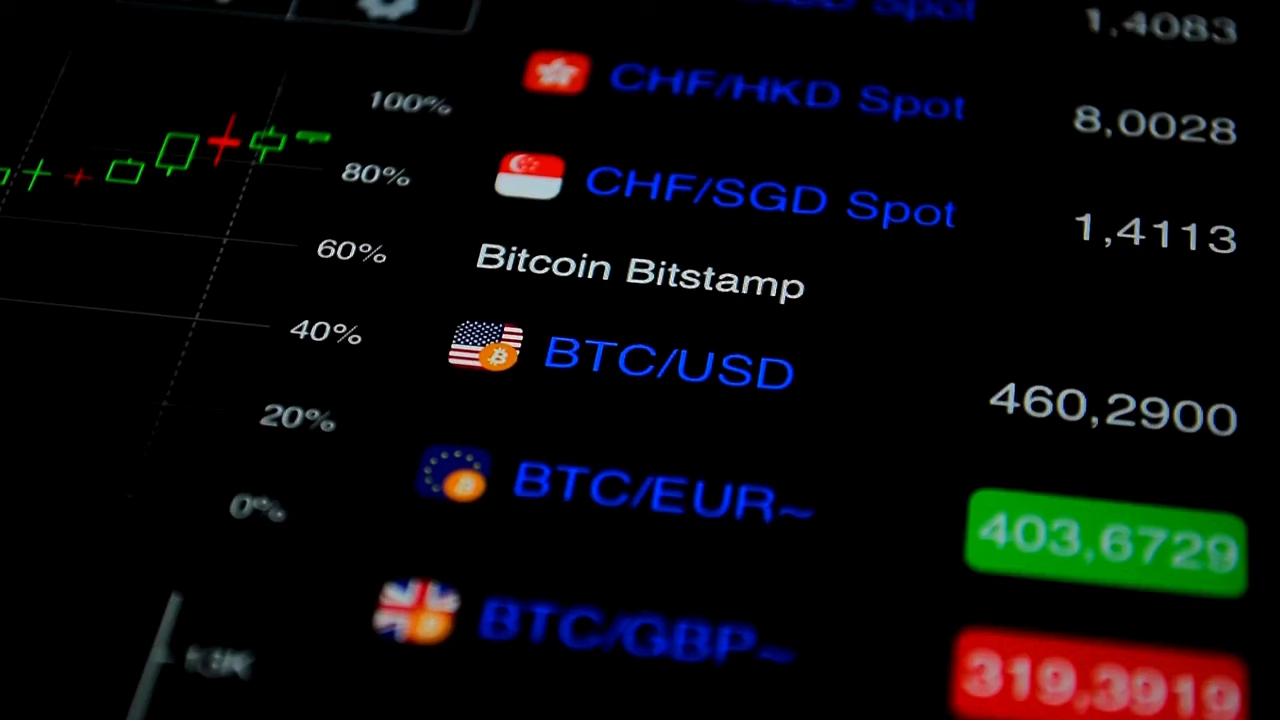 Spot 1,4083
100% CHF/HKD Spot 8,0028
80% CHF/SGD Spot 1,4113
60% Bitcoin Bitstamp
40% BTC/USD 460,2900
20% BTC/EUR~ 403,6729
0% BTC/GBP~ 319,3919